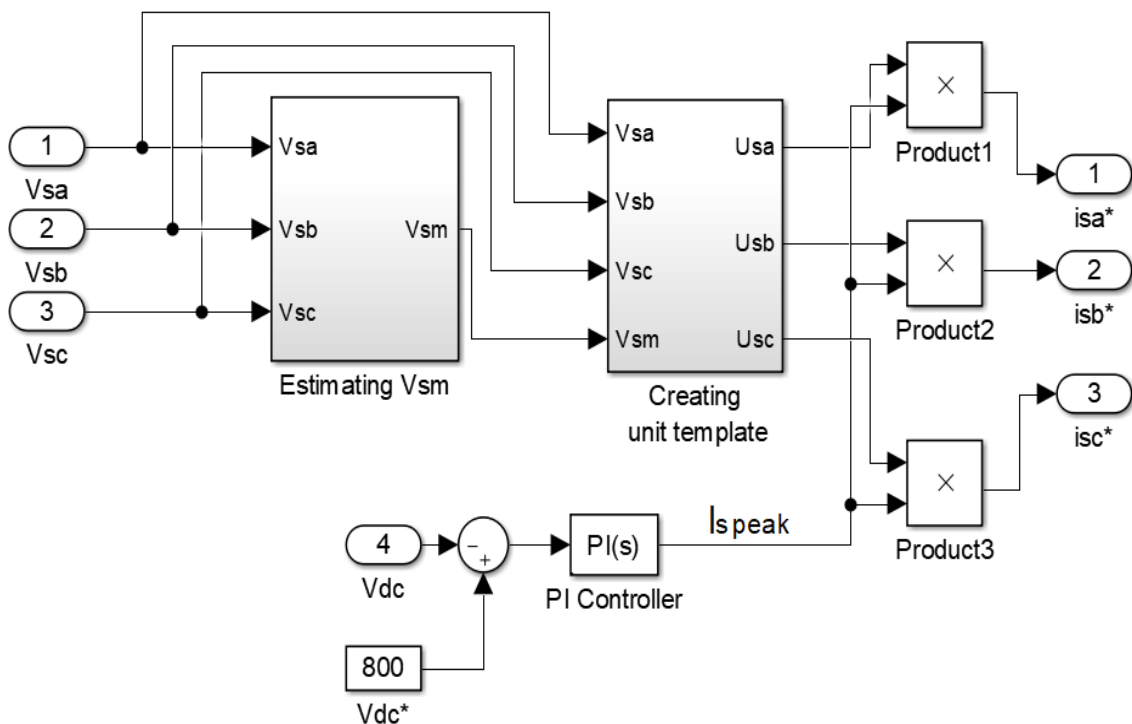 1
Vsa
2
Vsb
3
Vsc
Vsa
Vsb
Vsc
Vsm
Estimating Vsm
Vsa
Vsb
Vsc
Vsm
Usa
Usb
Usc
Creating
unit template
×
Product1
×
Product2
×
Product3
1
isa*
2
isb*
3
isc*
4
Vdc
−
+
800
Vdc*
PI(s)
PI Controller
Ispeak